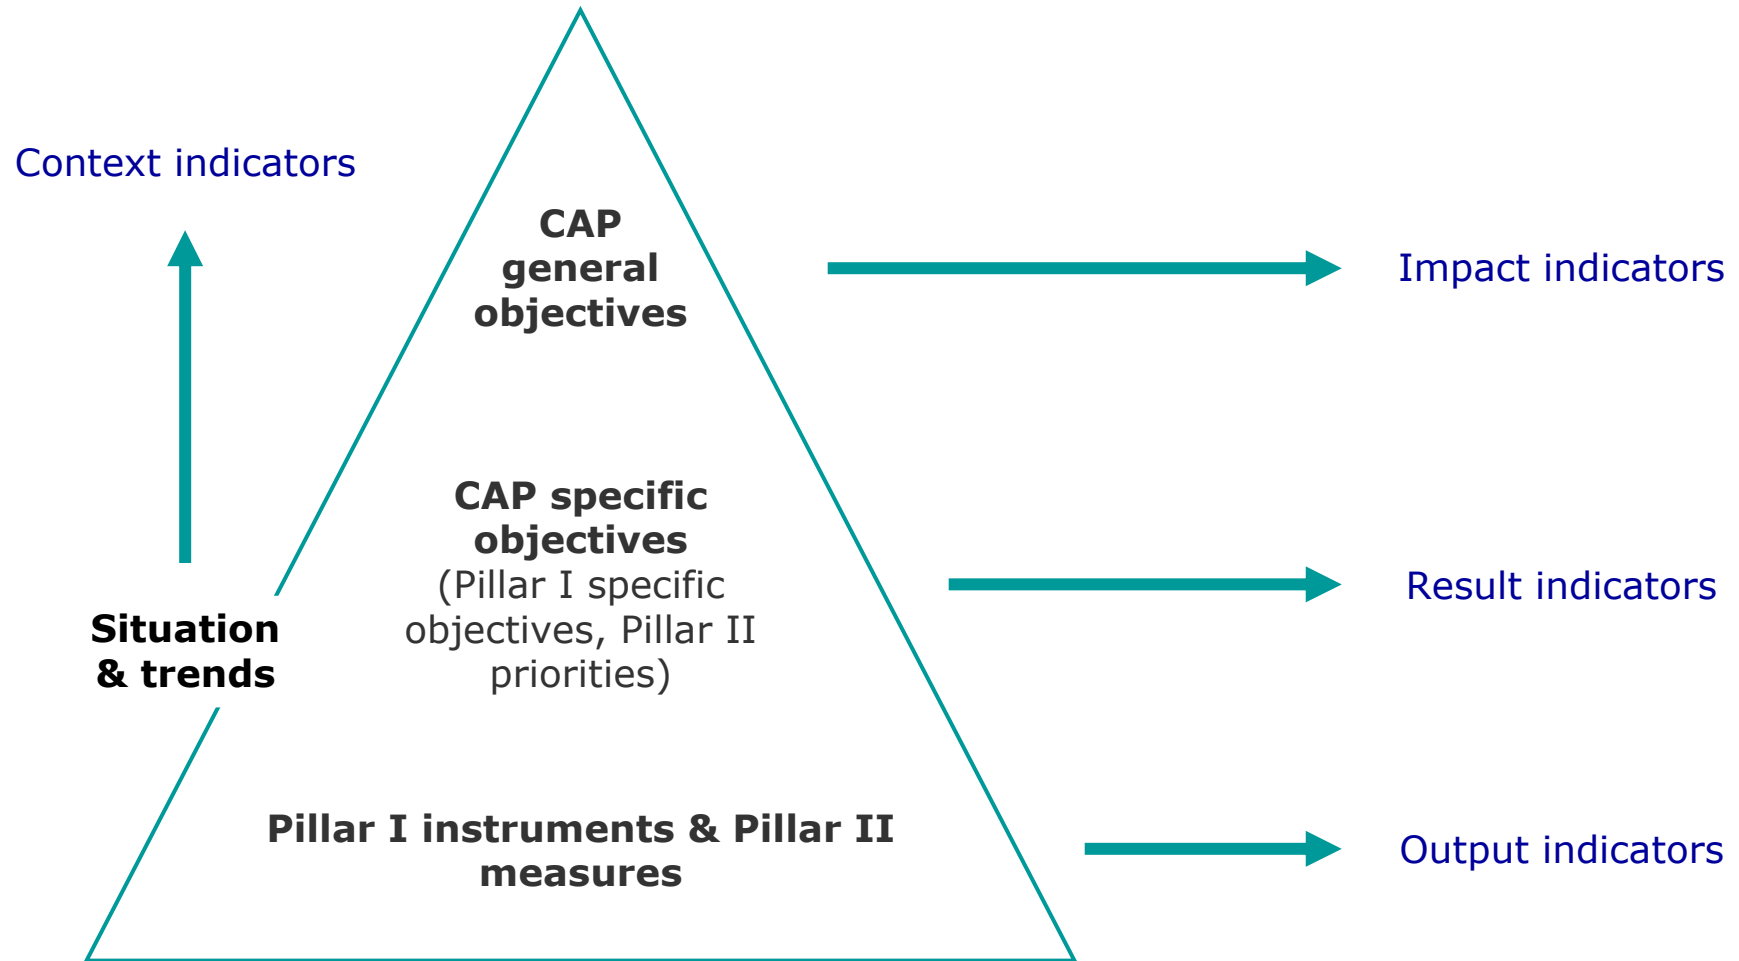 Context indicators
CAP
general
objectives
Impact indicators
CAP specific
objectives
(Pillar I specific
objectives, Pillar II
priorities)
Result indicators
Situation
& trends
Pillar I instruments & Pillar II
measures
Output indicators